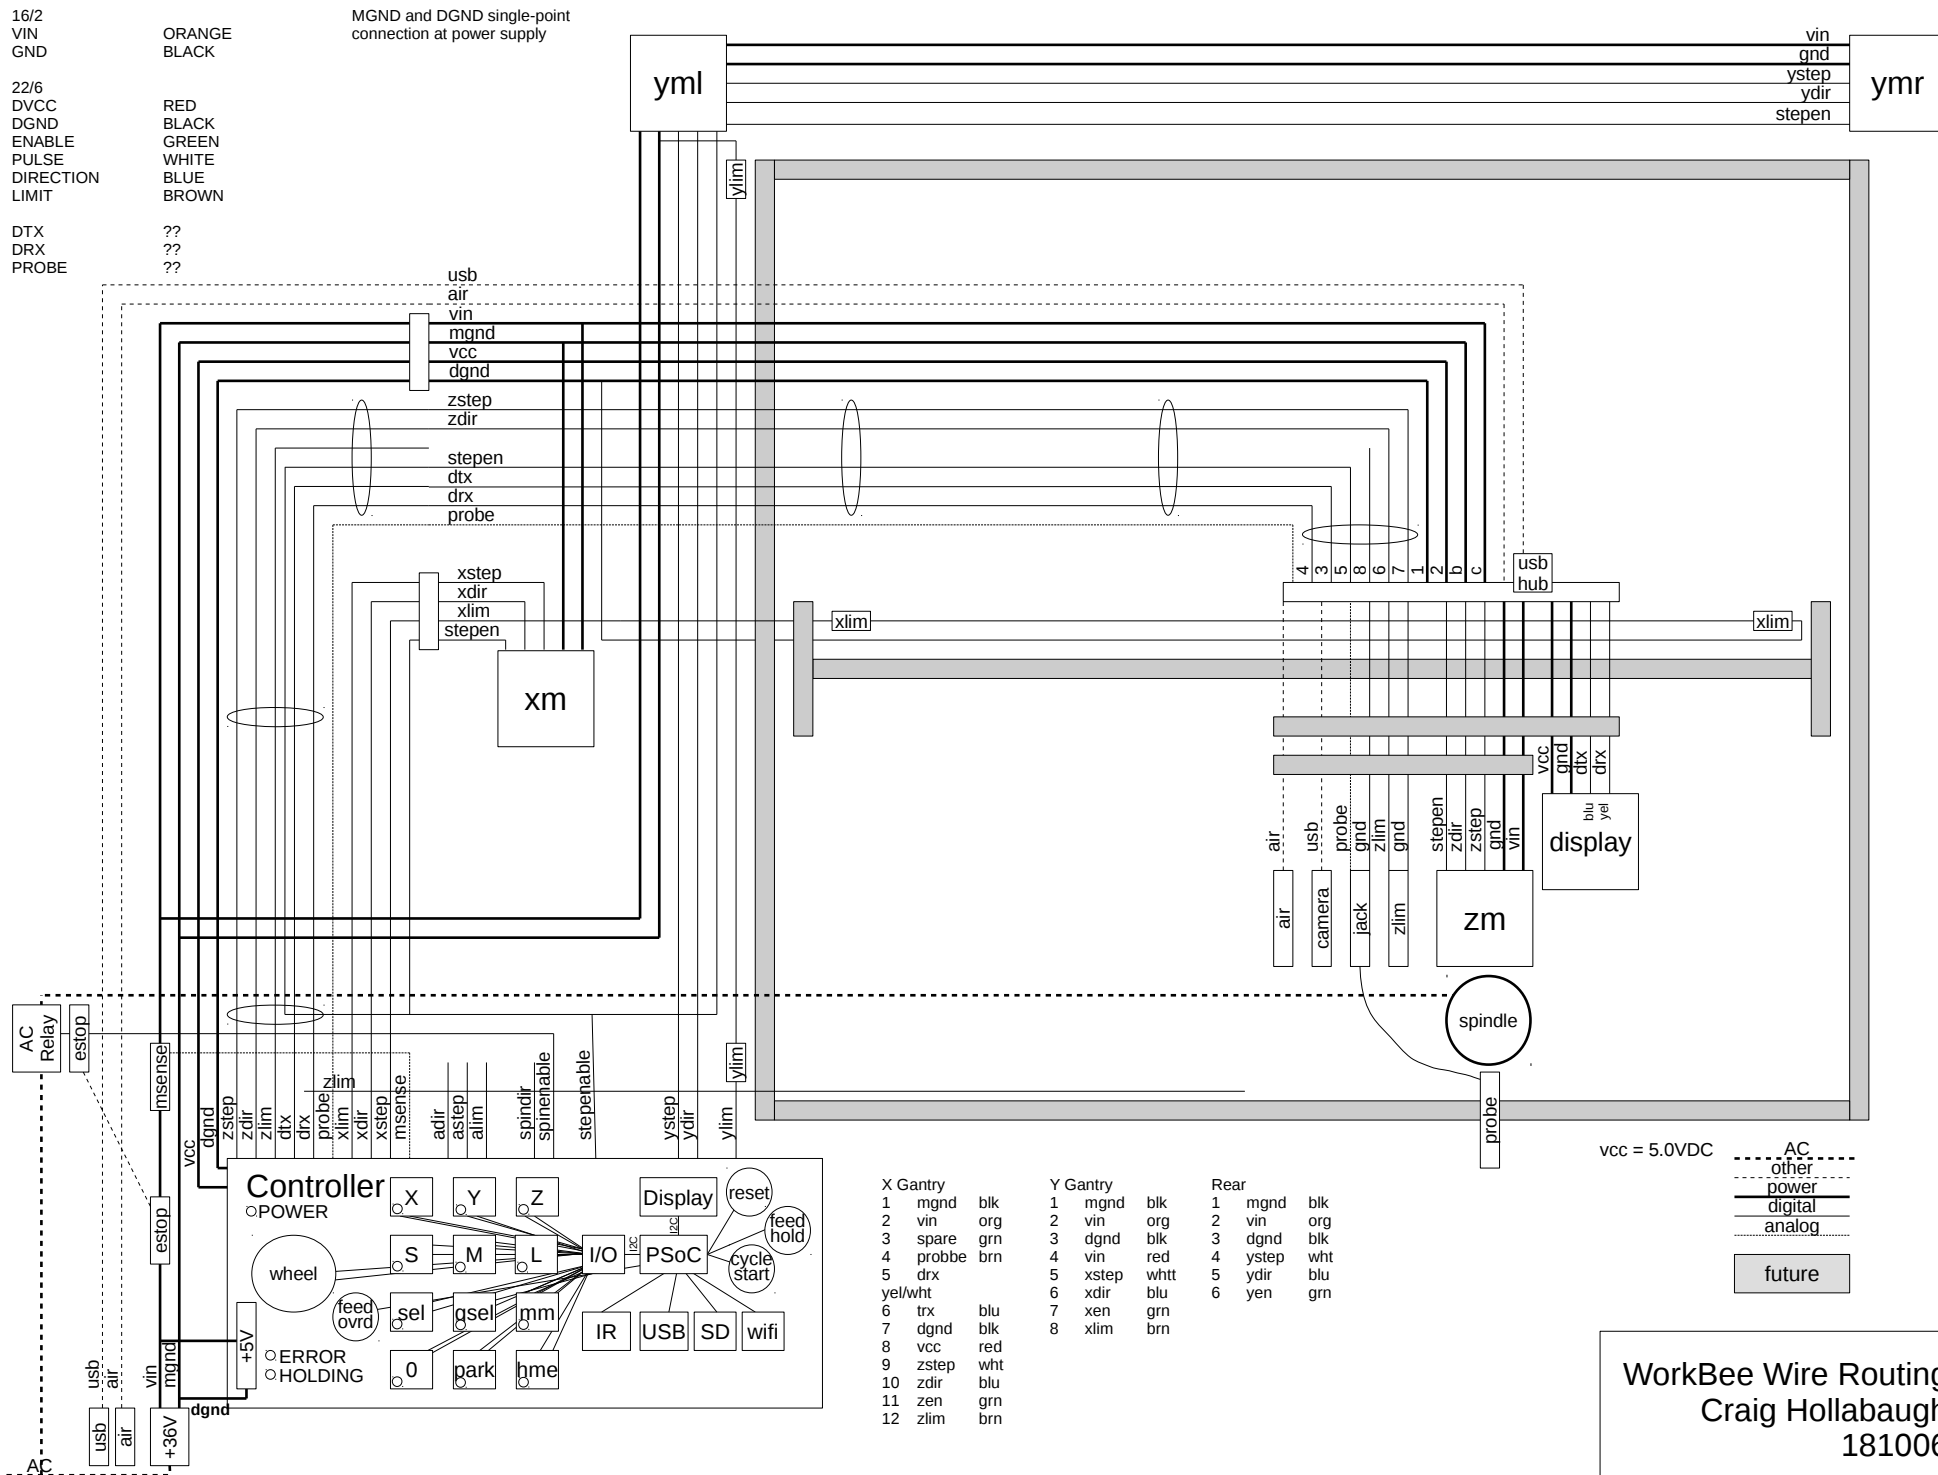 16/2
VIN ORANGE
GND BLACK
22/6
DVCC RED
DGND BLACK
ENABLE GREEN
PULSE WHITE
DIRECTION BLUE
LIMIT BROWN
DTX ??
DRX ??
PROBE ??
MGND and DGND single-point
connection at power supply
yml
vin
gnd
ystep
ydir
stepen
ymr
ylim
usb
air
vin
mgnd
vcc
dgnd
zstep
zdir
stepen
dtx
drx
probe
xstep
xdir
xlim
stepen
xm
xlim
xlim
4 3 5 8 6 7 1 2 b c
usb
hub
vcc gnd dtx drx
blu yel
display
air usb probe gnd zlim gnd stepen zdir zstep gnd vin
air camera jack zlim
zm
spindle
probe
AC
Relay
estop
msense
zlim
ylim
vcc dgnd zstep zdir zlim dtx drx probe xlim xdir xstep msense adir astep alim spindir spinenable stepenable ystep ydir ylim
estop
Controller
POWER
X Y Z
Display
reset
feed
hold
I2C
I2C
wheel
S M L
I/O
PSoC
cycle
start
feed
ovrd
sel qsel mm
IR USB SD wifi
+5V
ERROR
HOLDING
0 park hme
usb air vin mgnd
dgnd
usb air +36V
AC
X Gantry
1 mgnd blk
2 vin org
3 spare grn
4 probbe brn
5 drx
yel/wht
6 trx blu
7 dgnd blk
8 vcc red
9 zstep wht
10 zdir blu
11 zen grn
12 zlim brn
Y Gantry
1 mgnd blk
2 vin org
3 dgnd blk
4 vin red
5 xstep whtt
6 xdir blu
7 xen grn
8 xlim brn
Rear
1 mgnd blk
2 vin org
3 dgnd blk
4 ystep wht
5 ydir blu
6 yen grn
vcc = 5.0VDC
AC
other
power
digital
analog
future
WorkBee Wire Routing
Craig Hollabaugh
181006